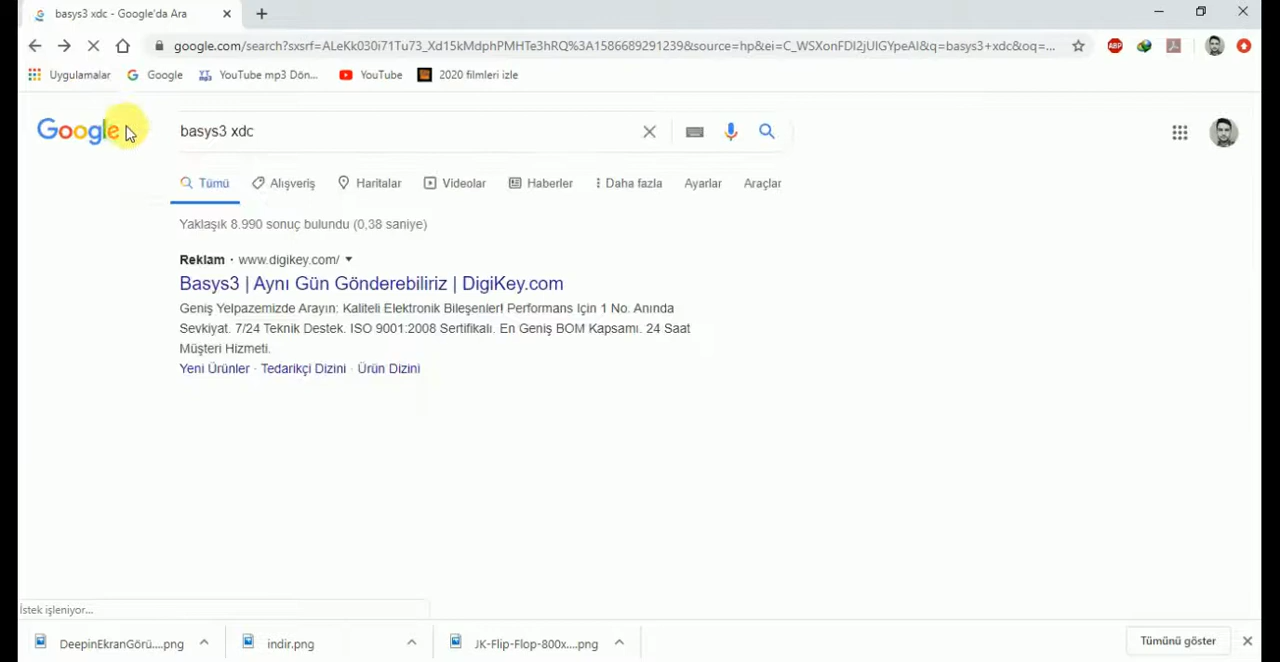 basys3 xdc - Google'da Ara
google.com/search?sxsrf=ALeKk030i71Tu73_Xd15kMdphPMHTe3hRQ%3A1586689291239&source=hp&ei=C_WSXonFDI2jUIGYpeAI&q=basys3+xdc&oq=...
ABP
Uygulamalar Google YouTube mp3 Dön... YouTube 2020 filmleri izle
Google basys3 xdc
Tümü Alışveriş Haritalar Videolar Haberler Daha fazla Ayarlar Araçlar
Yaklaşık 8.990 sonuç bulundu (0,38 saniye)
Reklam · www.digikey.com/
Basys3 | Aynı Gün Gönderebiliriz | DigiKey.com
Geniş Yelpazemizde Arayın: Kaliteli Elektronik Bileşenler! Performans Için 1 No. Anında
Sevkiyat. 7/24 Teknik Destek. ISO 9001:2008 Sertifikalı. En Geniş BOM Kapsamı. 24 Saat
Müşteri Hizmeti.
Yeni Ürünler · Tedarikçi Dizini · Ürün Dizini
İstek işleniyor...
DeepinEkranGörü....png indir.png JK-Flip-Flop-800x....png Tümünü göster